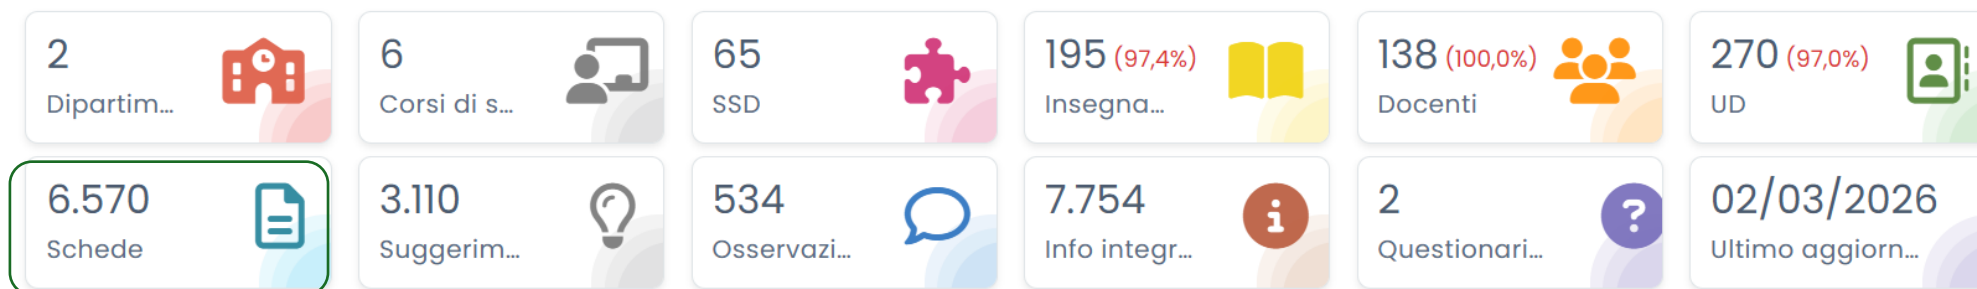 2
Dipartim...
6
Corsi di s...
65
SSD
195 (97,4%)
Insegna...
138 (100,0%)
Docenti
270 (97,0%)
UD
6.570
Schede
3.110
Suggerim...
534
Osservazi...
7.754
Info integr...
2
Questionari...
02/03/2026
Ultimo aggiorn...